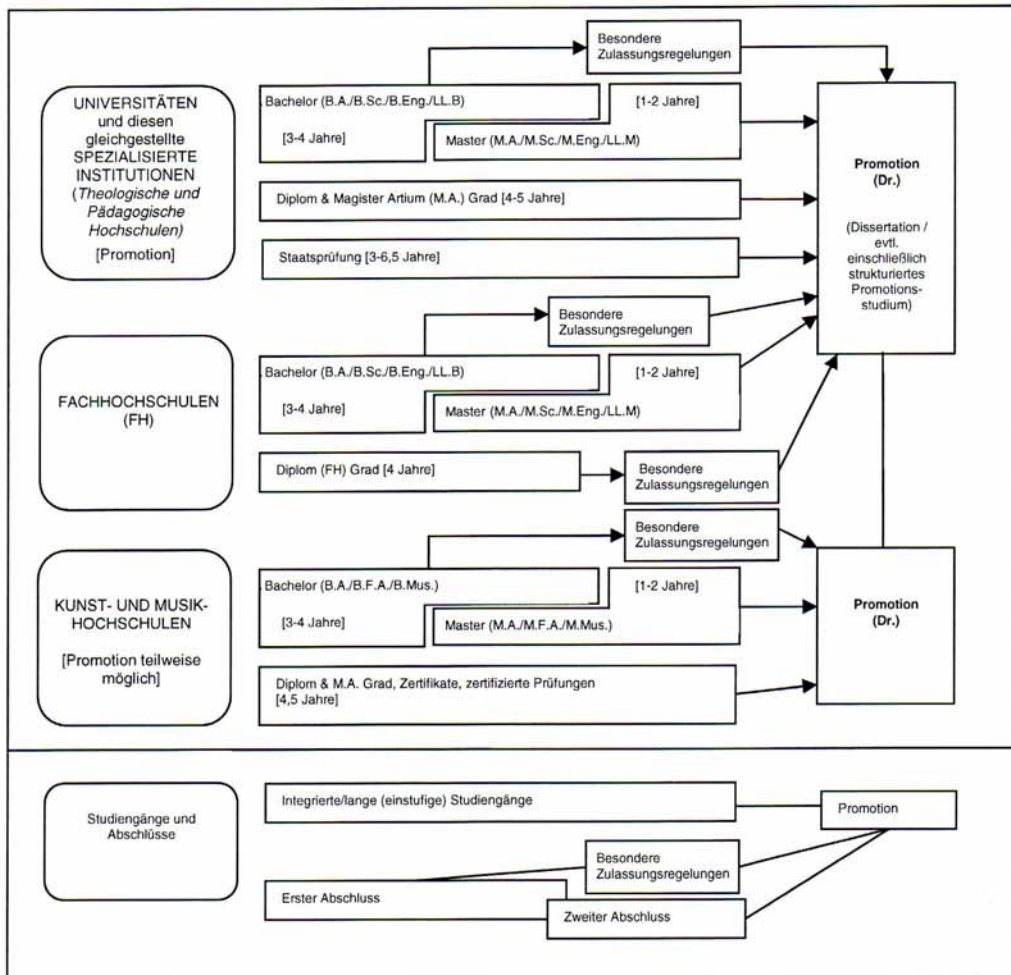 Besondere
Zulassungsregelungen
UNIVERSITÄTEN
und diesen
gleichgestellte
SPEZIALISIERTE
INSTITUTIONEN
(Theologische und
Pädagogische
Hochschulen)
[Promotion]
Bachelor (B.A./B.Sc./B.Eng./LL.B)
[3-4 Jahre]
[1-2 Jahre]
Master (M.A./M.Sc./M.Eng./LL.M)
Diplom & Magister Artium (M.A.) Grad [4-5 Jahre]
Staatsprüfung [3-6,5 Jahre]
Promotion
(Dr.)
(Dissertation /
evtl.
einschließlich
strukturiertes
Promotions-
studium)
FACHHOCHSCHULEN
(FH)
Besondere
Zulassungsregelungen
Bachelor (B.A./B.Sc./B.Eng./LL.B)
[3-4 Jahre]
[1-2 Jahre]
Master (M.A./M.Sc./M.Eng./LL.M)
Diplom (FH) Grad [4 Jahre]
Besondere
Zulassungsregelungen
KUNST- UND MUSIK-
HOCHSCHULEN
[Promotion teilweise
möglich]
Besondere
Zulassungsregelungen
Bachelor (B.A./B.F.A./B.Mus.)
[3-4 Jahre]
[1-2 Jahre]
Master (M.A./M.F.A./M.Mus.)
Diplom & M.A. Grad, Zertifikate, zertifizierte Prüfungen
[4,5 Jahre]
Promotion
(Dr.)
Studiengänge und
Abschlüsse
Integrierte/lange (einstufige) Studiengänge
Promotion
Besondere
Zulassungsregelungen
Erster Abschluss
Zweiter Abschluss